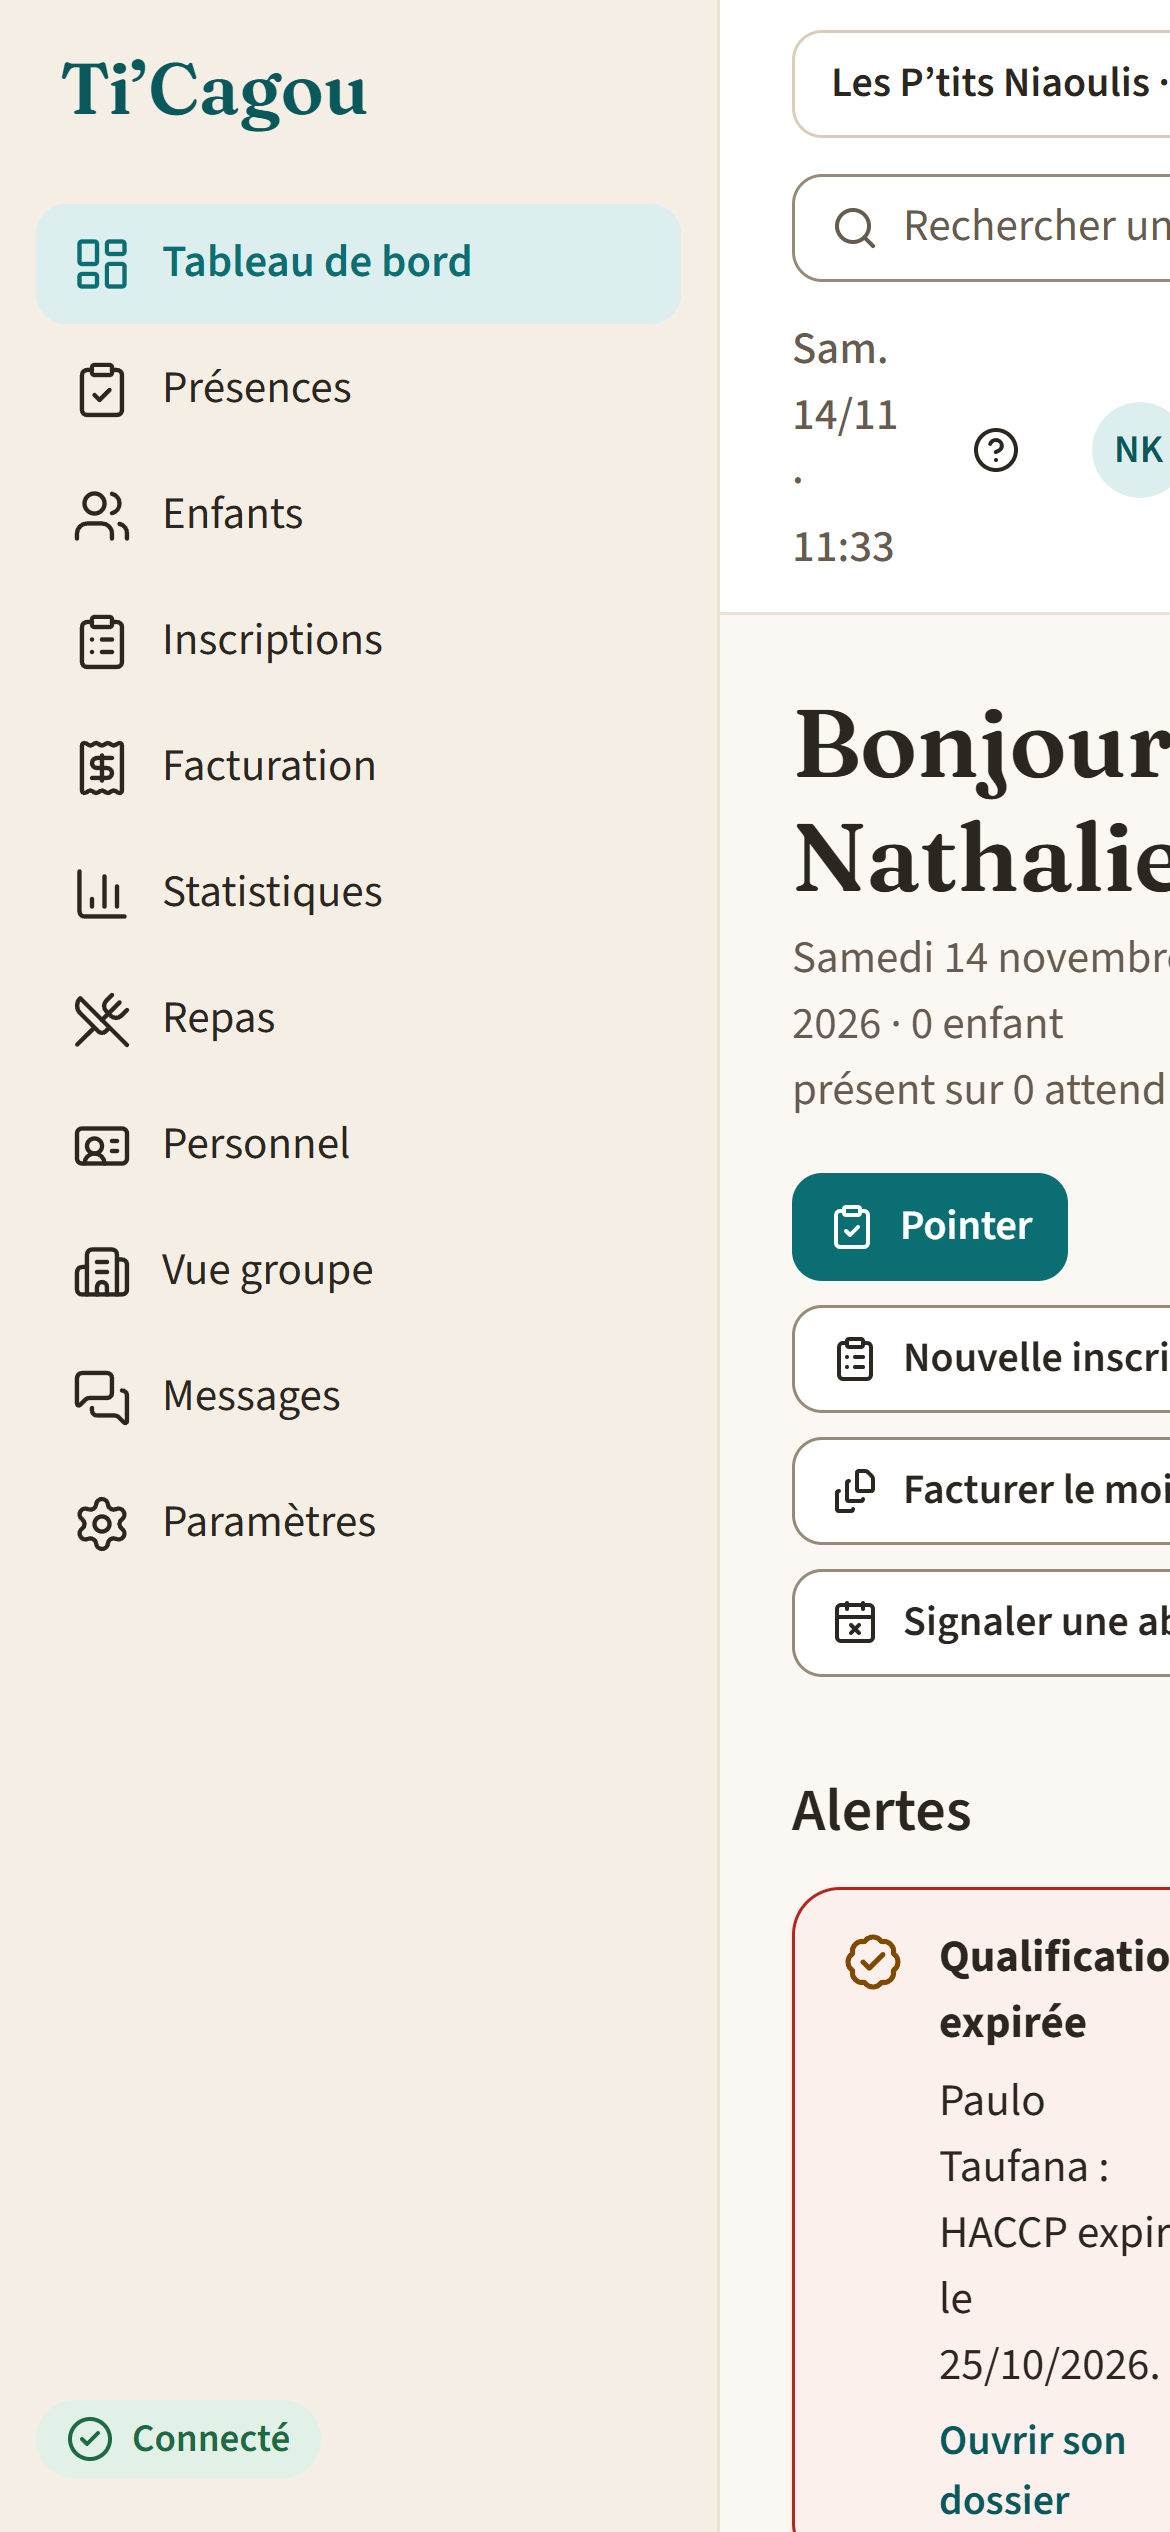 Ti’Cagou
Tableau de bord
Présences
Enfants
Inscriptions
Facturation
Statistiques
Repas
Personnel
Vue groupe
Messages
Paramètres
Connecté
Les P’tits Niaoulis ·
Rechercher un
Sam.
14/11
·
11:33
NK
Bonjour
Nathalie
Samedi 14 novembre
2026 · 0 enfant
présent sur 0 attend
Pointer
Nouvelle inscri
Facturer le moi
Signaler une ab
Alertes
Qualificatio
expirée
Paulo
Taufana :
HACCP expir
le
25/10/2026.
Ouvrir son
dossier